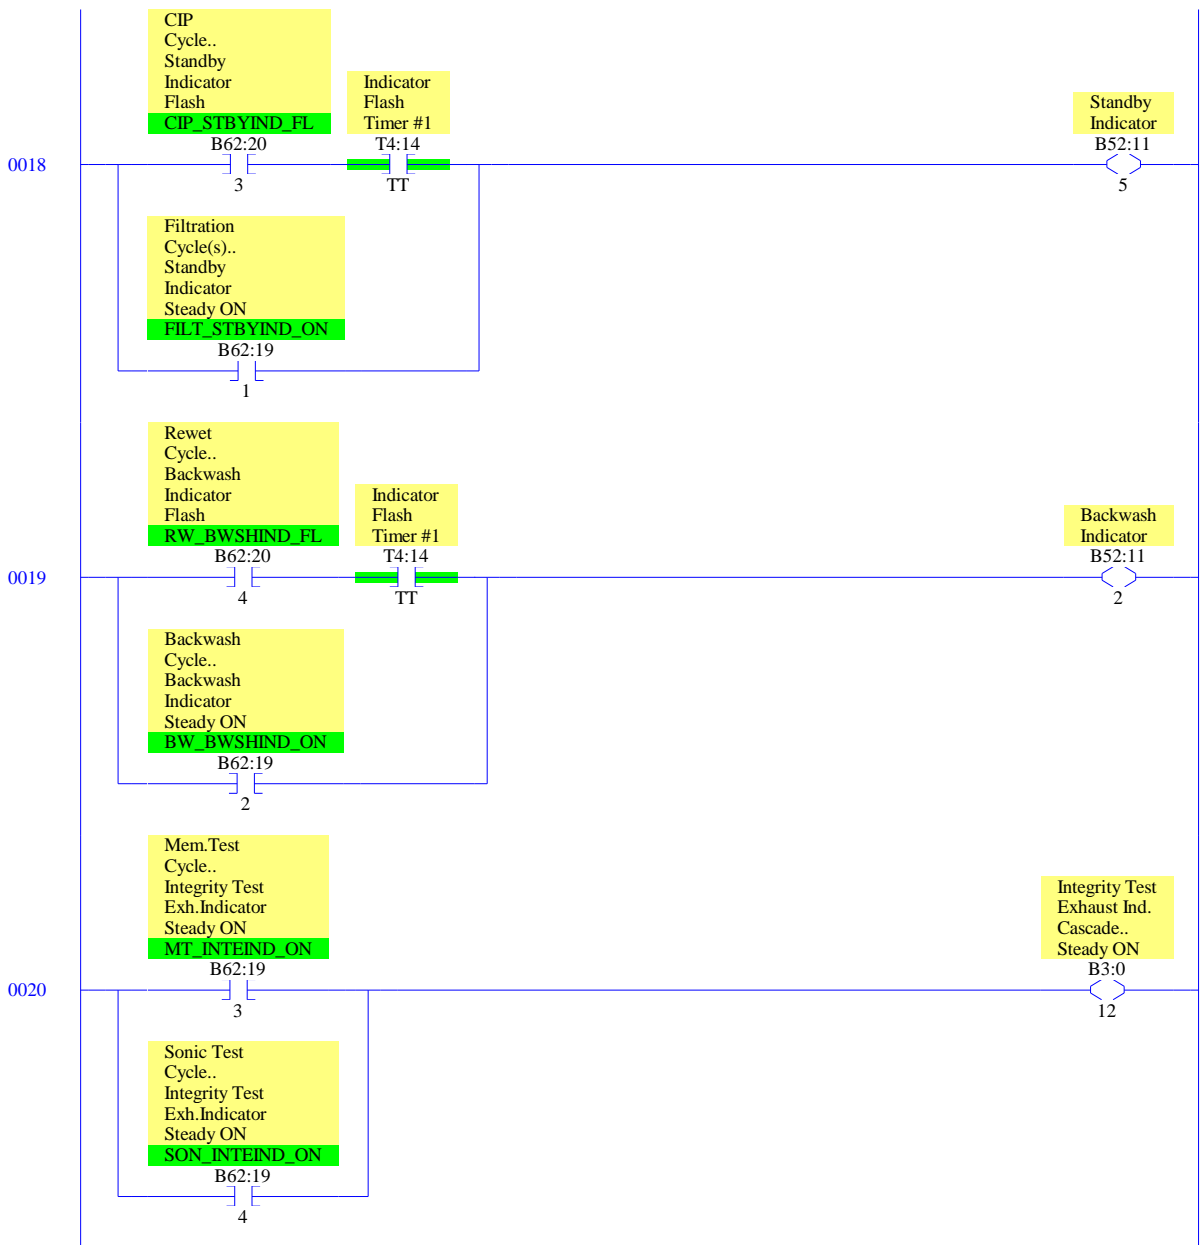 CIP
Cycle..
Standby
Indicator
Flash
CIP_STBYIND_FL
B62:20
3
Indicator
Flash
Timer #1
T4:14
TT
Standby
Indicator
B52:11
5
0018
Filtration
Cycle(s)..
Standby
Indicator
Steady ON
FILT_STBYIND_ON
B62:19
1
Rewet
Cycle..
Backwash
Indicator
Flash
RW_BWSHIND_FL
B62:20
4
Indicator
Flash
Timer #1
T4:14
TT
Backwash
Indicator
B52:11
2
0019
Backwash
Cycle..
Backwash
Indicator
Steady ON
BW_BWSHIND_ON
B62:19
2
Mem.Test
Cycle..
Integrity Test
Exh.Indicator
Steady ON
MT_INTEIND_ON
B62:19
3
Integrity Test
Exhaust Ind.
Cascade..
Steady ON
B3:0
12
0020
Sonic Test
Cycle..
Integrity Test
Exh.Indicator
Steady ON
SON_INTEIND_ON
B62:19
4